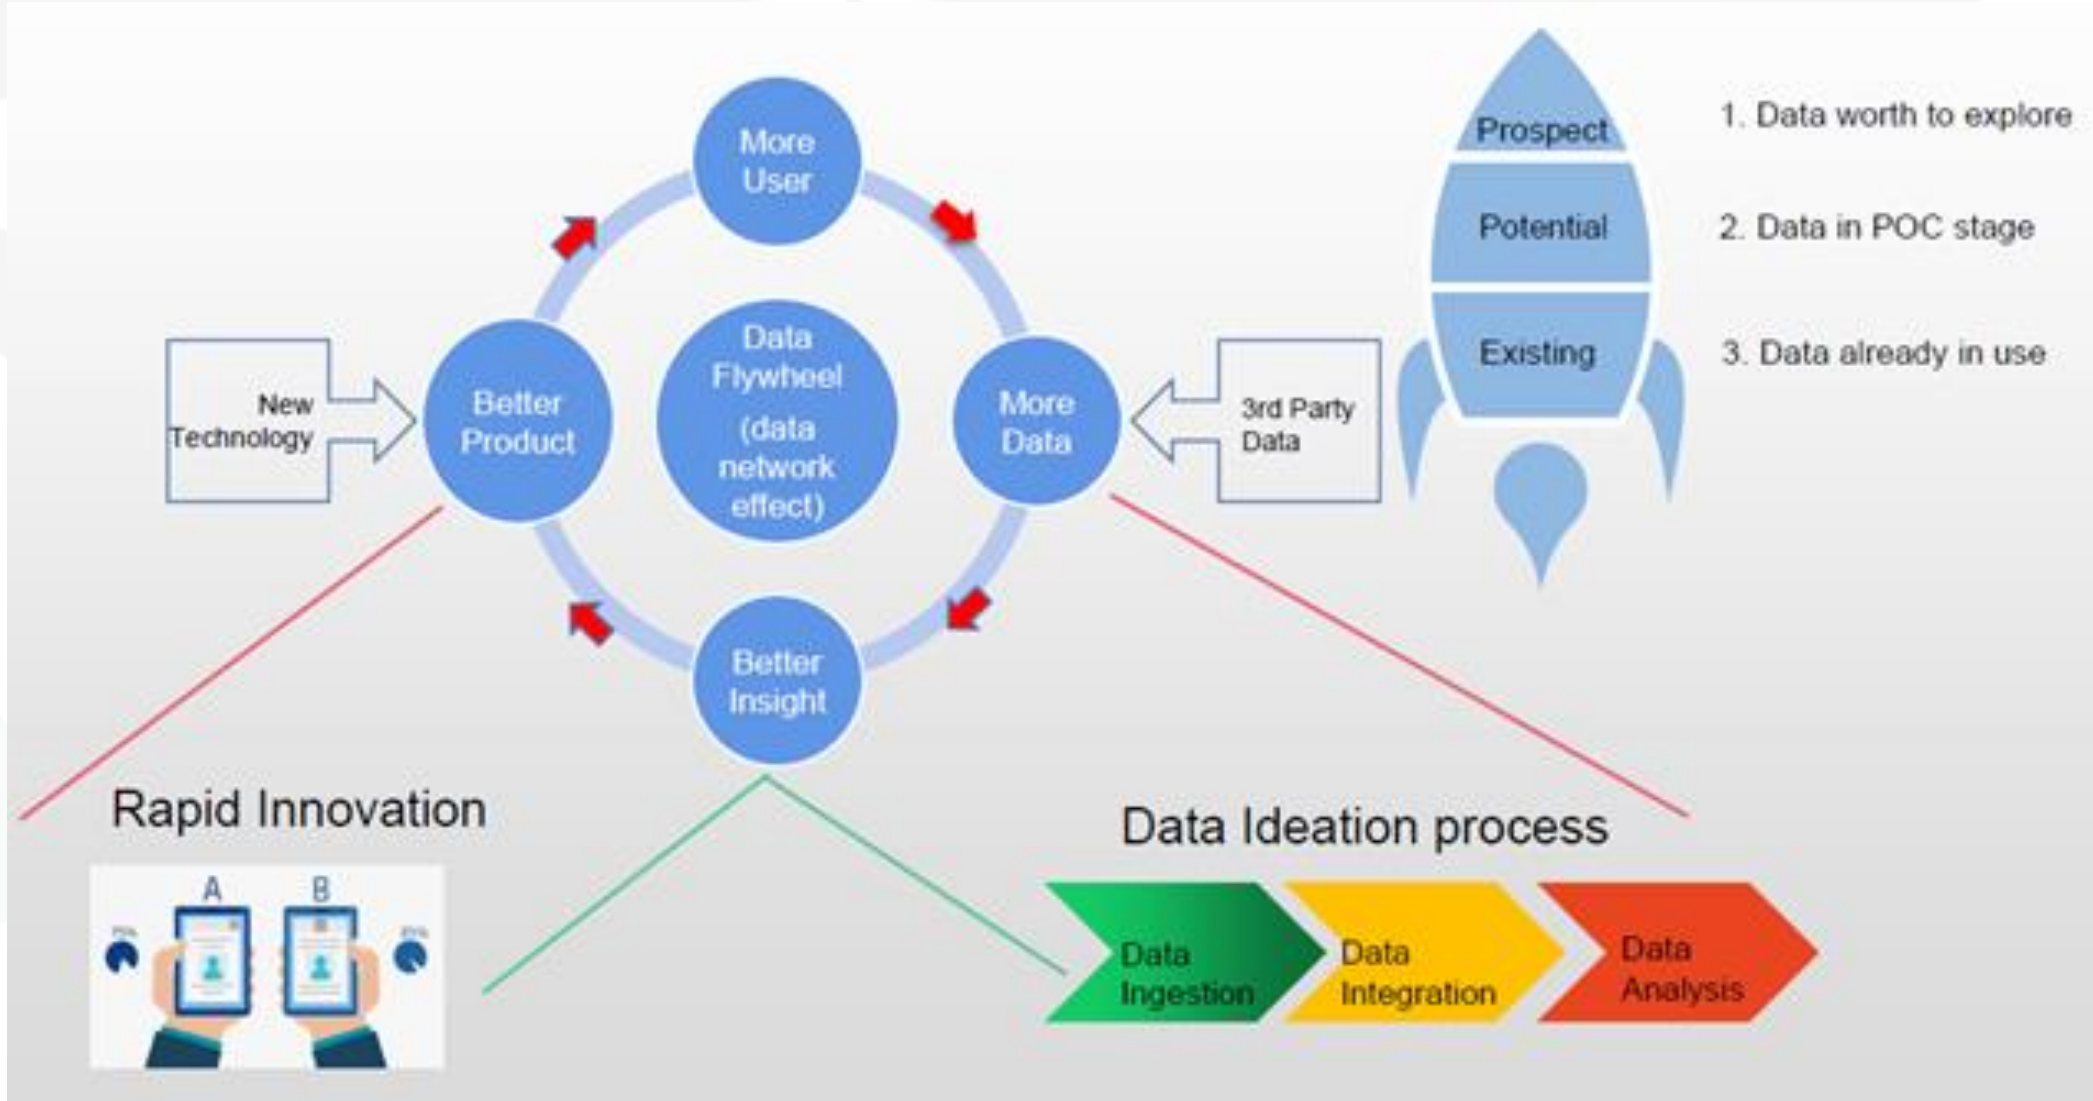 More
User
Data
Flywheel
(data
network
effect)
New
Technology
Better
Product
More
Data
3rd Party
Data
Better
Insight
Prospect
1. Data worth to explore
Potential
2. Data in POC stage
Existing
3. Data already in use
Rapid Innovation
A
B
Data Ideation process
Data
Ingestion
Data
Integration
Data
Analysis